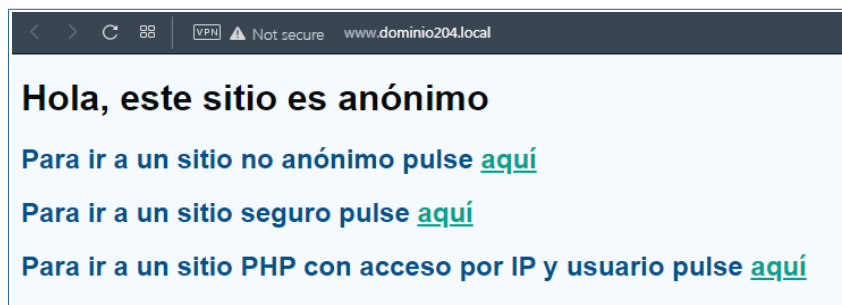 VPN Not secure www.dominio204.local
Hola, este sitio es anónimo
Para ir a un sitio no anónimo pulse aquí
Para ir a un sitio seguro pulse aquí
Para ir a un sitio PHP con acceso por IP y usuario pulse aquí